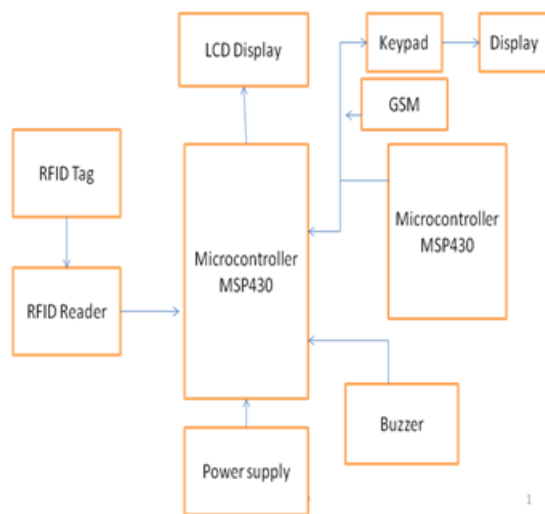 LCD Display
Keypad
Display
GSM
RFID Tag
Microcontroller
MSP430
Microcontroller
MSP430
RFID Reader
Buzzer
Power supply
1